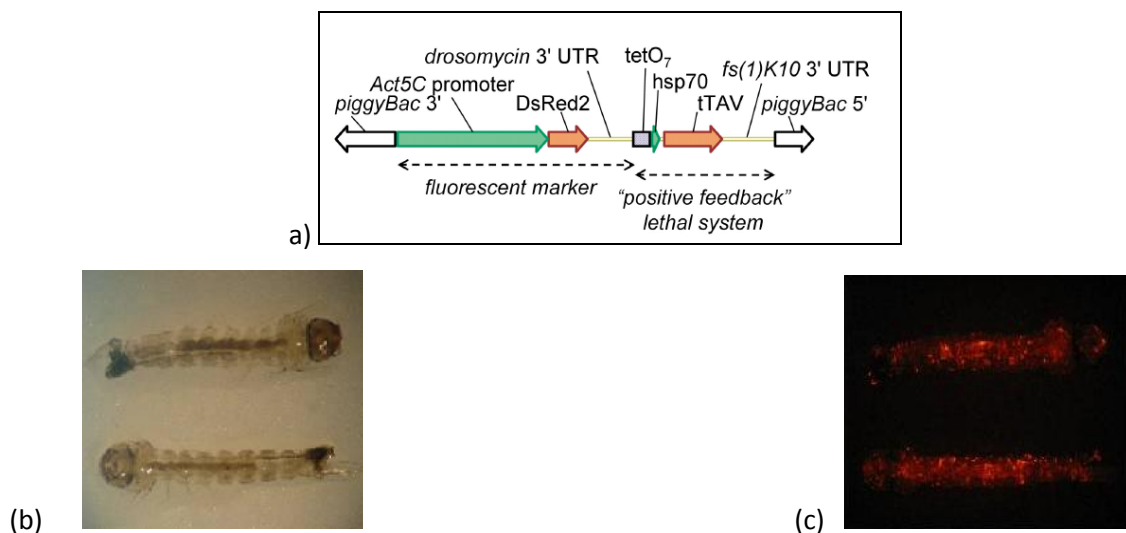 drosomycin 3' UTR
tetO7
fs(1)K10 3' UTR
Act5C promoter
hsp70
piggyBac 3'
DsRed2
tTAV
piggyBac 5'
fluorescent marker
“positive feedback”
lethal system
a)
(b)
(c)